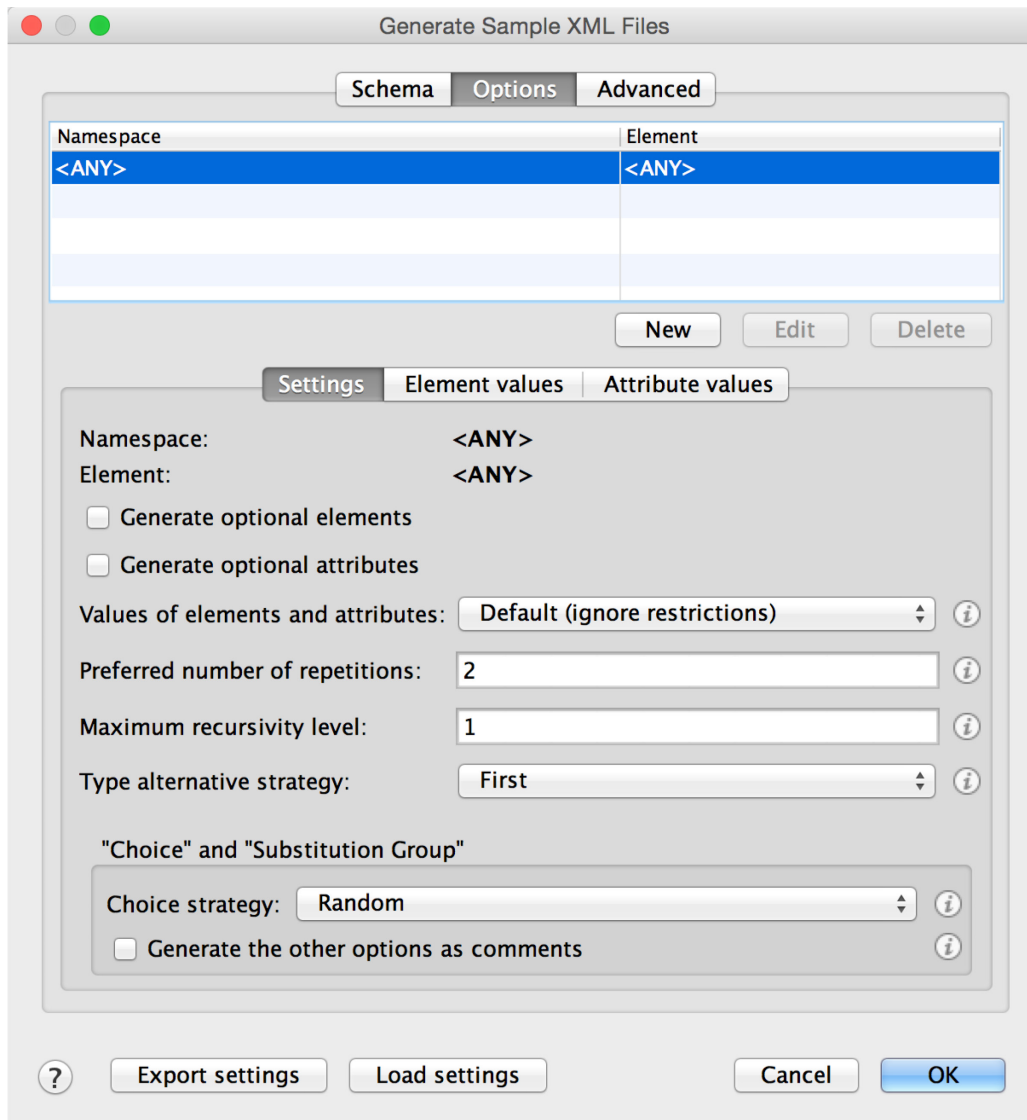 Generate Sample XML Files
Schema Options Advanced
Namespace Element
<ANY> <ANY>
New Edit Delete
Settings Element values Attribute values
Namespace: <ANY>
Element: <ANY>
Generate optional elements
Generate optional attributes
Values of elements and attributes: Default (ignore restrictions) i
Preferred number of repetitions: 2 i
Maximum recursivity level: 1 i
Type alternative strategy: First i
"Choice" and "Substitution Group"
Choice strategy: Random i
Generate the other options as comments i
? Export settings Load settings Cancel OK